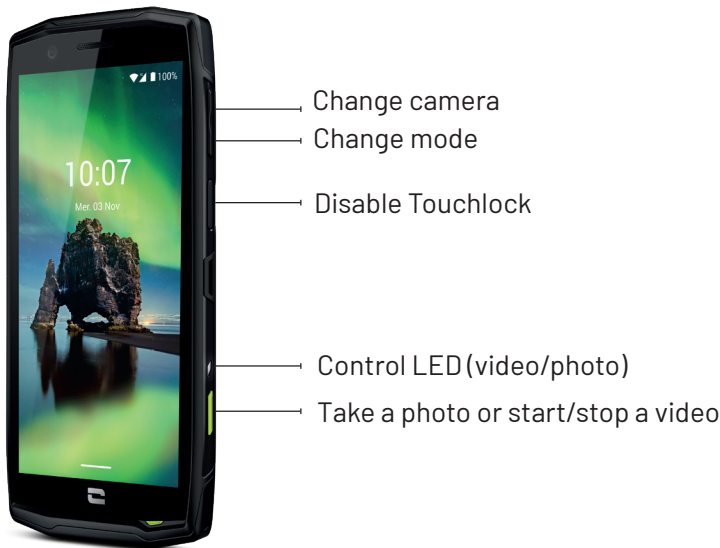 100%
10:07
Mer. 03 Nov
Change camera
Change mode
Disable Touchlock
Control LED (video/photo)
Take a photo or start/stop a video